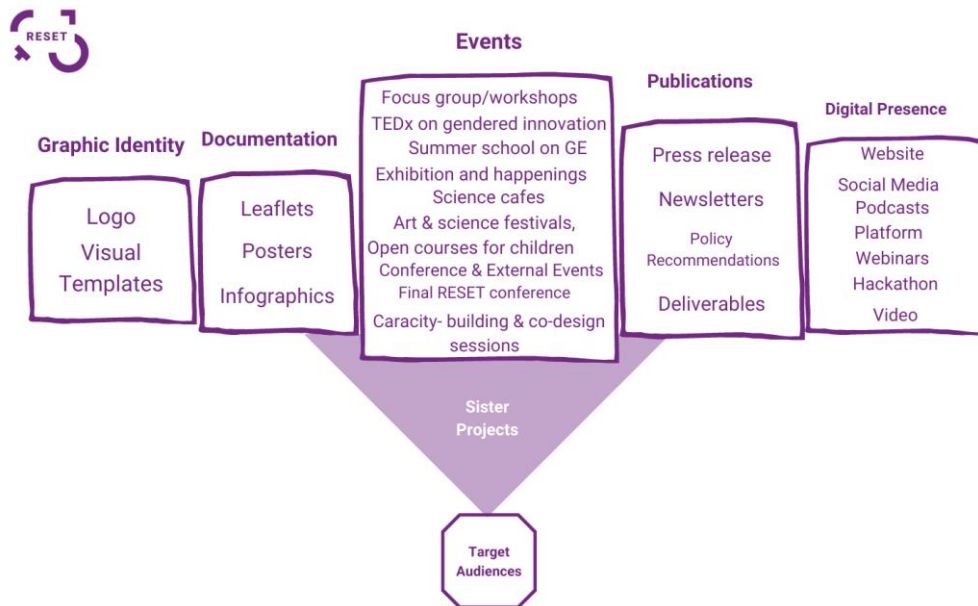 RESET
Events
Publications
Digital Presence
Documentation
Graphic Identity
Logo
Visual
Templates
Leaflets
Posters
Infographics
Focus group/workshops
TEDx on gendered innovation
Summer school on GE
Exhibition and happenings
Science cafes
Art & science festivals,
Open courses for children
Conference & External Events
Final RESET conference
Caracity- building & co-design
sessions
Press release
Newsletters
Policy
Recommendations
Deliverables
Website
Social Media
Podcasts
Platform
Webinars
Hackathon
Video
Sister
Projects
Target
Audiences